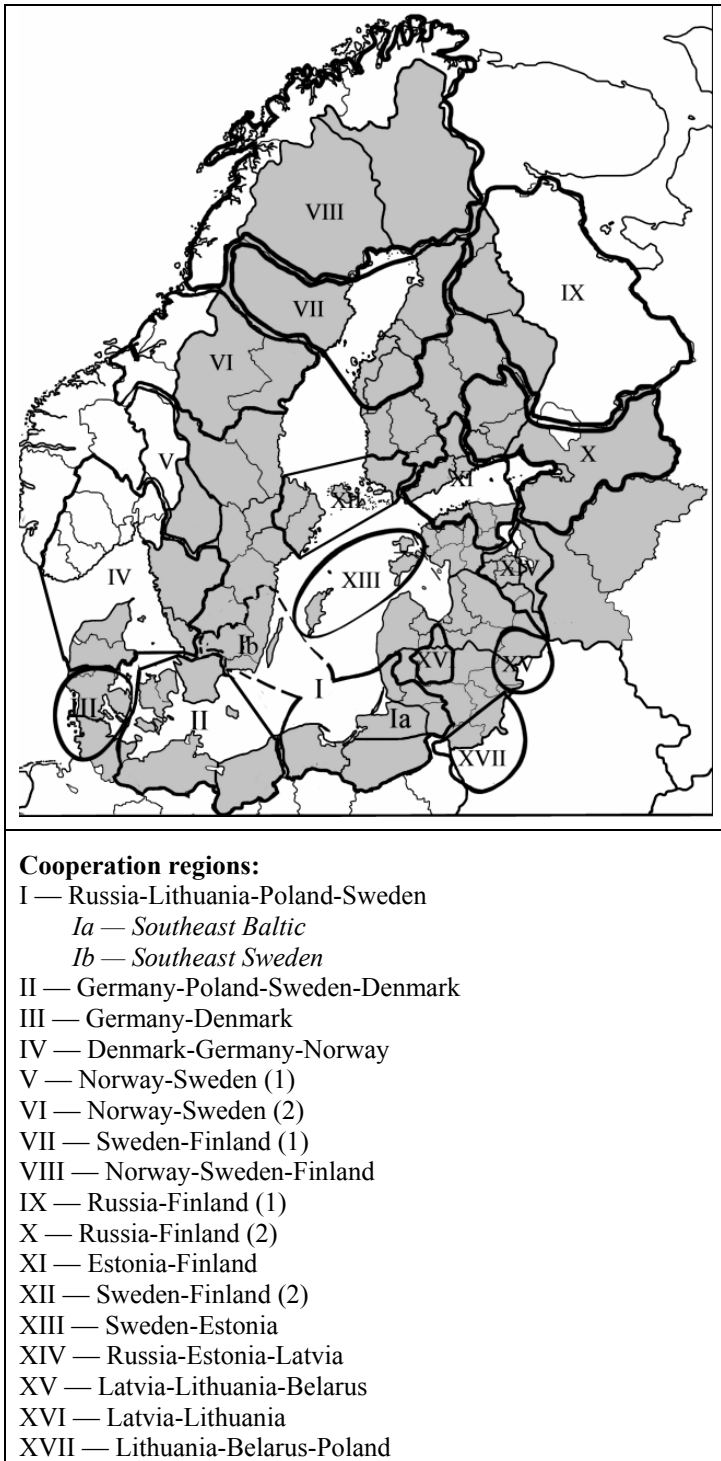 VIII
IX
VII
VI
V
X
XII
XI
XIII
IV
XIV
Ib
XV
XV
I
III
II
Ia
XVII
Cooperation regions:
I — Russia-Lithuania-Poland-Sweden
Ia — Southeast Baltic
Ib — Southeast Sweden
II — Germany-Poland-Sweden-Denmark
III — Germany-Denmark
IV — Denmark-Germany-Norway
V — Norway-Sweden (1)
VI — Norway-Sweden (2)
VII — Sweden-Finland (1)
VIII — Norway-Sweden-Finland
IX — Russia-Finland (1)
X — Russia-Finland (2)
XI — Estonia-Finland
XII — Sweden-Finland (2)
XIII — Sweden-Estonia
XIV — Russia-Estonia-Latvia
XV — Latvia-Lithuania-Belarus
XVI — Latvia-Lithuania
XVII — Lithuania-Belarus-Poland